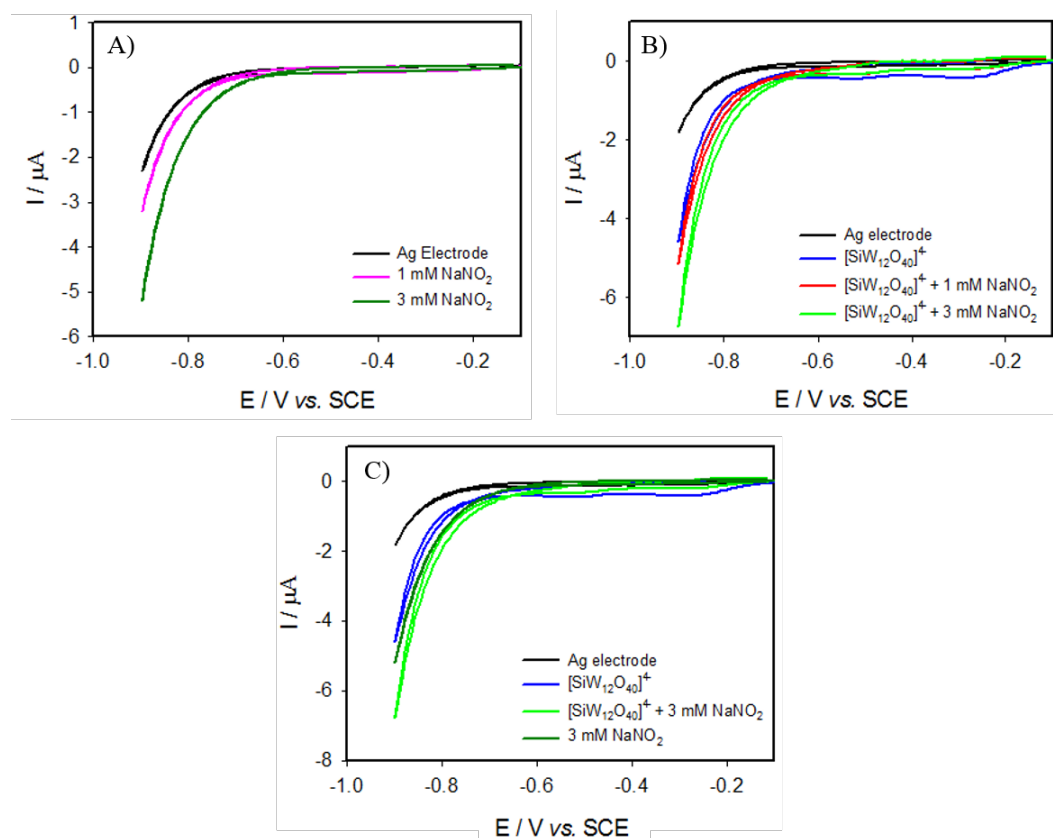 A)
1
0
-1
-2
-3
-4
-5
-6
I / μA
Ag Electrode
1 mM NaNO₂
3 mM NaNO₂
-1.0 -0.8 -0.6 -0.4 -0.2
E / V vs. SCE
B)
0
-2
-4
-6
I / μA
Ag electrode
[SiW₁₂O₄₀]⁴⁻
[SiW₁₂O₄₀]⁴⁻ + 1 mM NaNO₂
[SiW₁₂O₄₀]⁴⁻ + 3 mM NaNO₂
-1.0 -0.8 -0.6 -0.4 -0.2
E / V vs. SCE
C)
0
-2
-4
-6
-8
I / μA
Ag electrode
[SiW₁₂O₄₀]⁴⁻
[SiW₁₂O₄₀]⁴⁻ + 3 mM NaNO₂
3 mM NaNO₂
-1.0 -0.8 -0.6 -0.4 -0.2
E / V vs. SCE